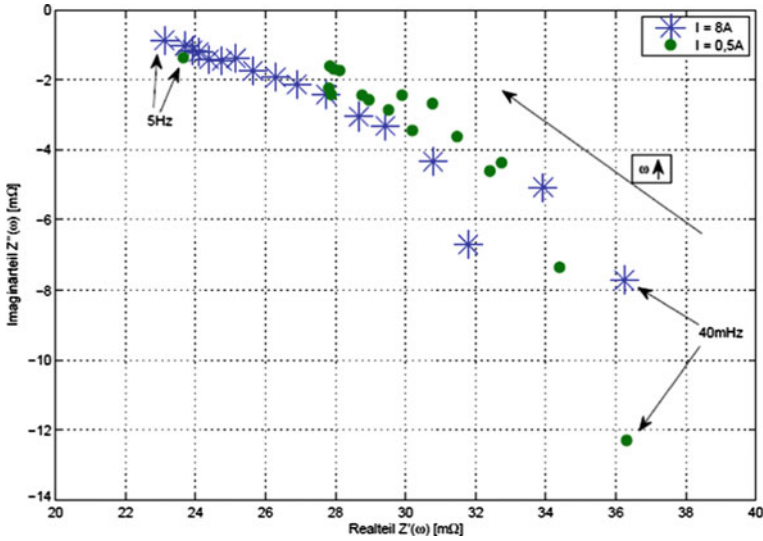 I = 8A
I = 0,5A
5Hz
ω
40mHz
0
−2
−4
−6
−8
−10
−12
−14
20
22
24
26
28
30
32
34
36
38
40
Imaginärteil Z''(ω) [mΩ]
Realteil Z'(ω) [mΩ]